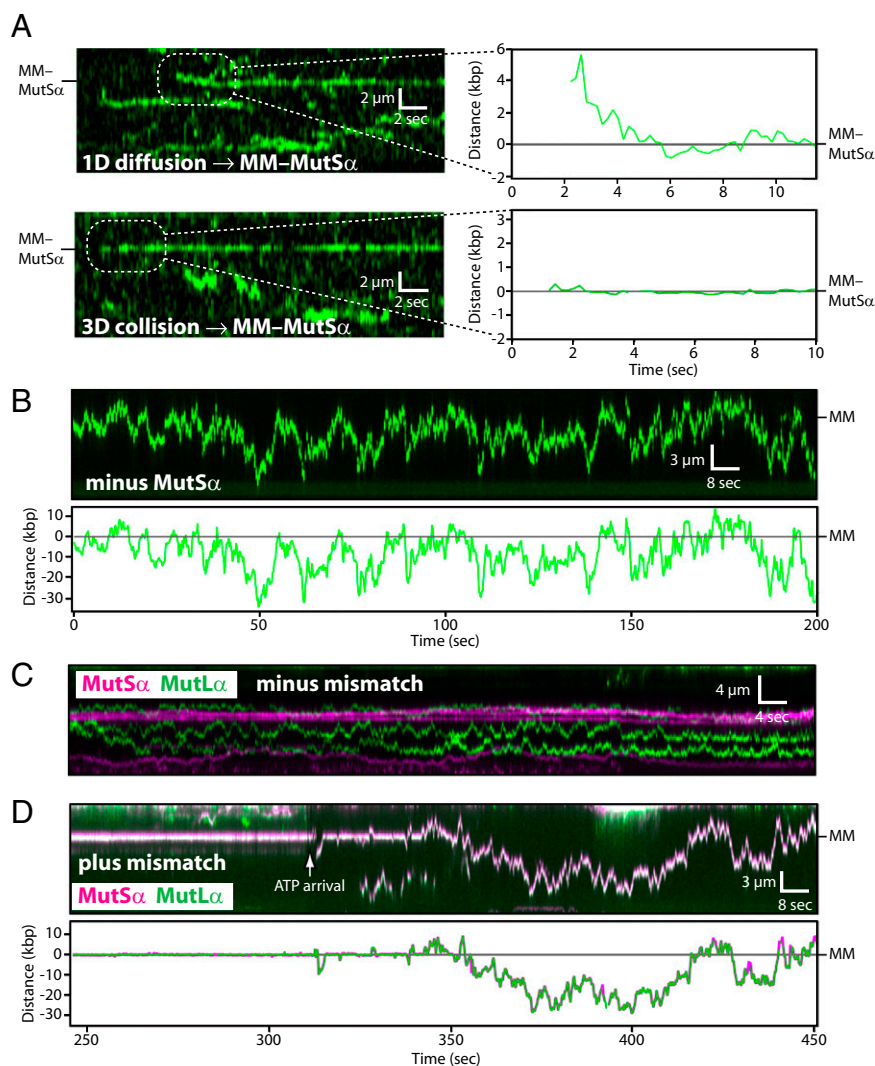 A
MM–
MutSα
2 μm
2 sec
1D diffusion → MM–MutSα
Distance (kbp)
6
4
2
0
-2
0 2 4 6 8 10
MM–
MutSα
MM–
MutSα
2 μm
2 sec
3D collision → MM–MutSα
Distance (kbp)
3
2
1
0
-1
-2
0 2 4 6 8 10
Time (sec)
MM–
MutSα
B
MM
3 μm
8 sec
minus MutSα
Distance (kbp)
10
0
-10
-20
-30
MM
0 50 100 150 200
Time (sec)
C
MutSα MutLα minus mismatch
4 μm
4 sec
D
MM
plus mismatch
ATP arrival
MutSα MutLα
3 μm
8 sec
Distance (kbp)
10
0
-10
-20
-30
MM
250 300 350 400 450
Time (sec)